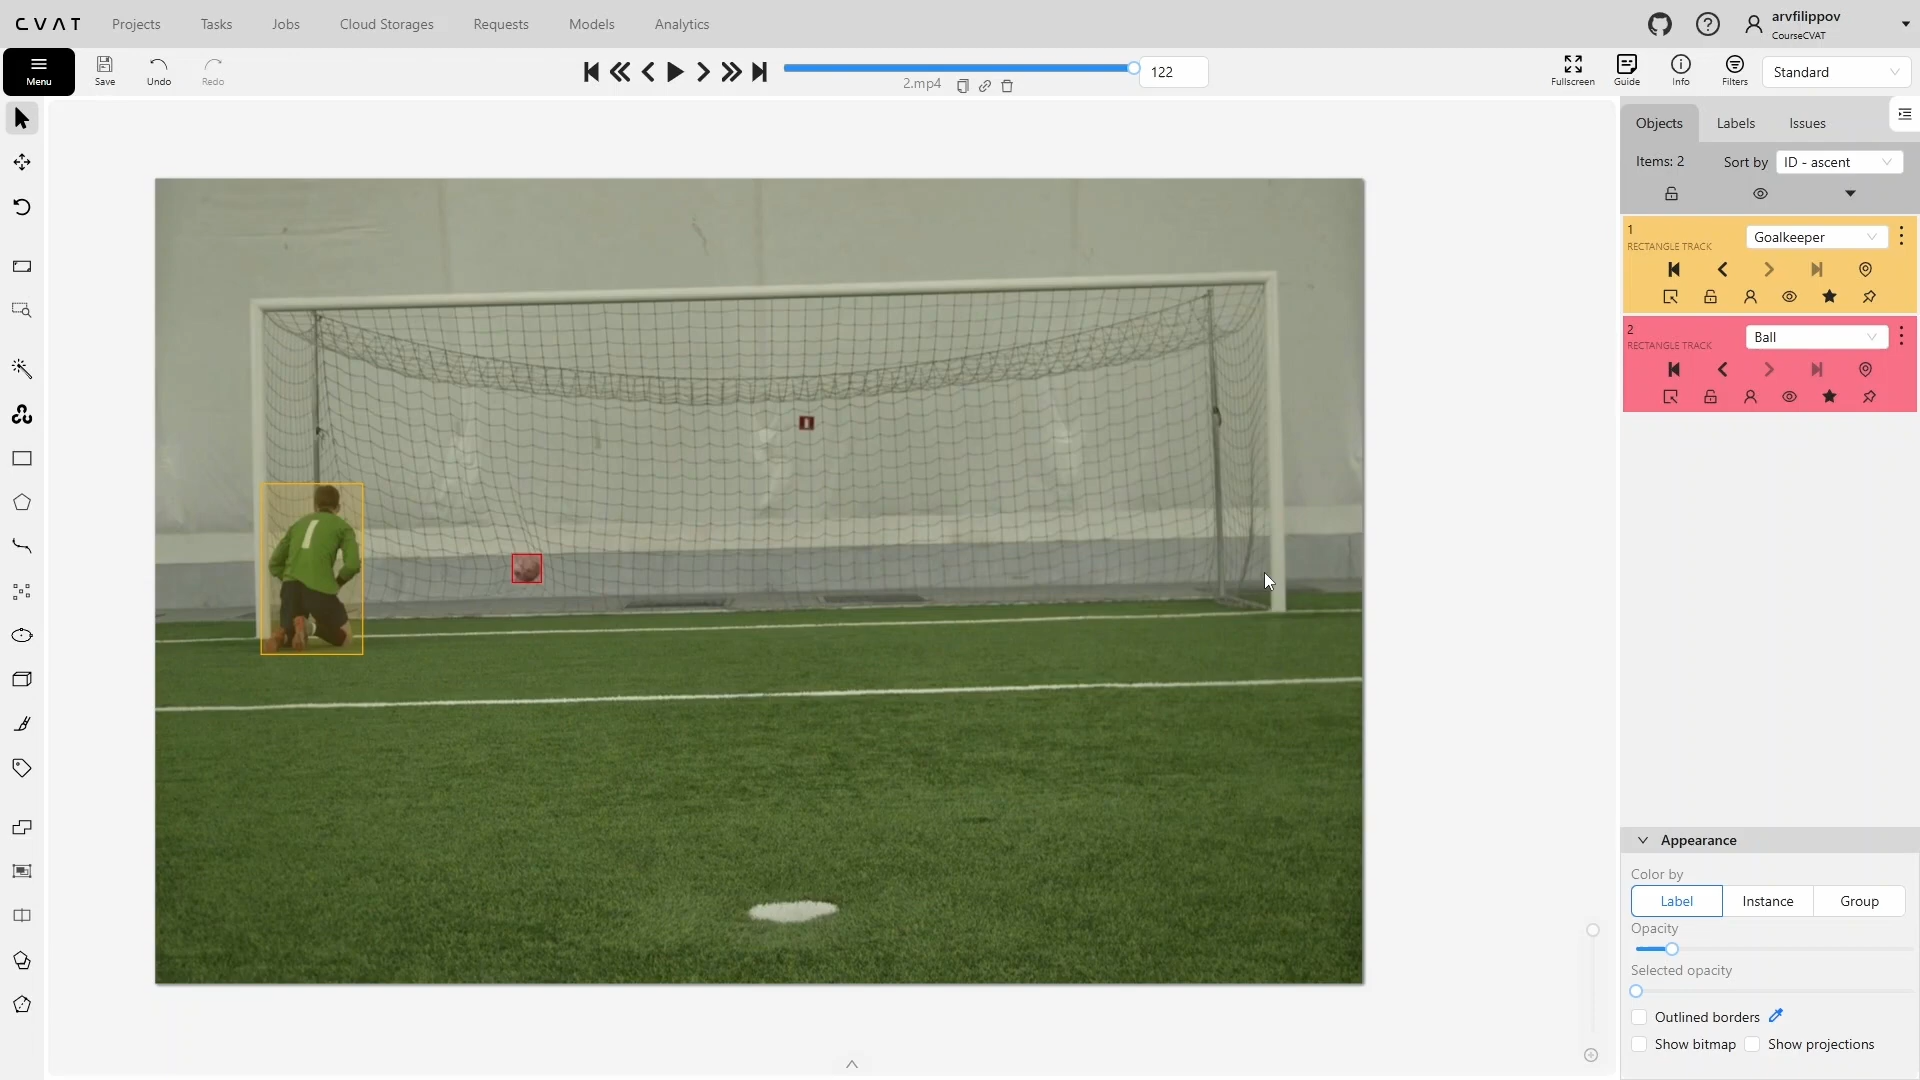 CVAT Projects Tasks Jobs Cloud Storages Requests Models Analytics arvfilippov
CourseCVAT
Menu Save Undo Redo 2.mp4 122 Fullscreen Guide Info Filters Standard
Objects Labels Issues
Items: 2 Sort by ID - ascent
1 RECTANGLE TRACK Goalkeeper
2 RECTANGLE TRACK Ball
1
Appearance
Color by
Label Instance Group
Opacity
Selected opacity
Outlined borders
Show bitmap Show projections